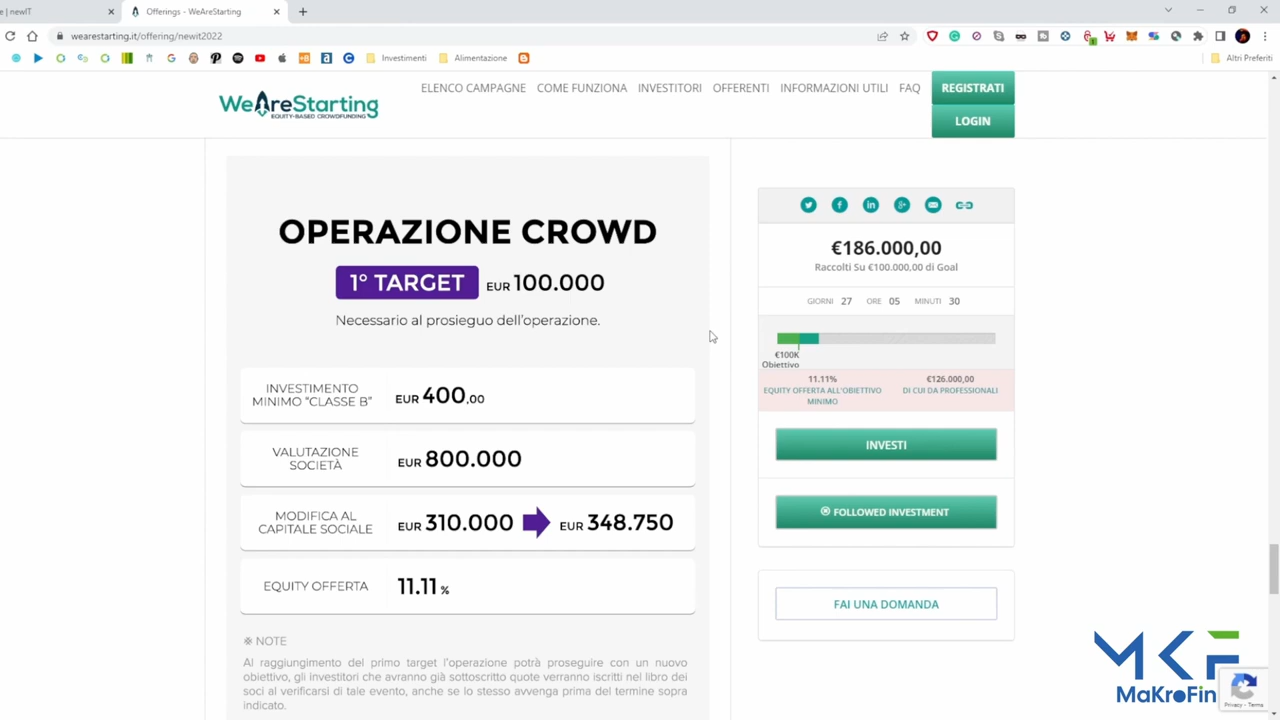 e | newIT
Offerings - WeAreStarting
wearestarting.it/offering/newit2022
Investimenti
Alimentazione
Altri Preferiti
WeAreStarting
EQUITY-BASED CROWDFUNDING
ELENCO CAMPAGNE
COME FUNZIONA
INVESTITORI
OFFERENTI
INFORMAZIONI UTILI
FAQ
REGISTRATI
LOGIN
OPERAZIONE CROWD
1° TARGET EUR 100.000
Necessario al prosieguo dell'operazione.
INVESTIMENTO
MINIMO "CLASSE B"
EUR 400,00
VALUTAZIONE
SOCIETÀ
EUR 800.000
MODIFICA AL
CAPITALE SOCIALE
EUR 310.000 EUR 348.750
EQUITY OFFERTA
11.11 %
※ NOTE
Al raggiungimento del primo target l'operazione potrà proseguire con un nuovo
obiettivo, gli investitori che avranno già sottoscritto quote verranno iscritti nel libro dei
soci al verificarsi di tale evento, anche se lo stesso avvenga prima del termine sopra
indicato.
€186.000,00
Raccolti Su €100.000,00 di Goal
GIORNI 27 ORE 05 MINUTI 30
€100K
Obiettivo
11.11%
EQUITY OFFERTA ALL'OBIETTIVO
MINIMO
€126.000,00
DI CUI DA PROFESSIONALI
INVESTI
FOLLOWED INVESTMENT
FAI UNA DOMANDA
MKF
MaKroFin
Privacy - Terms